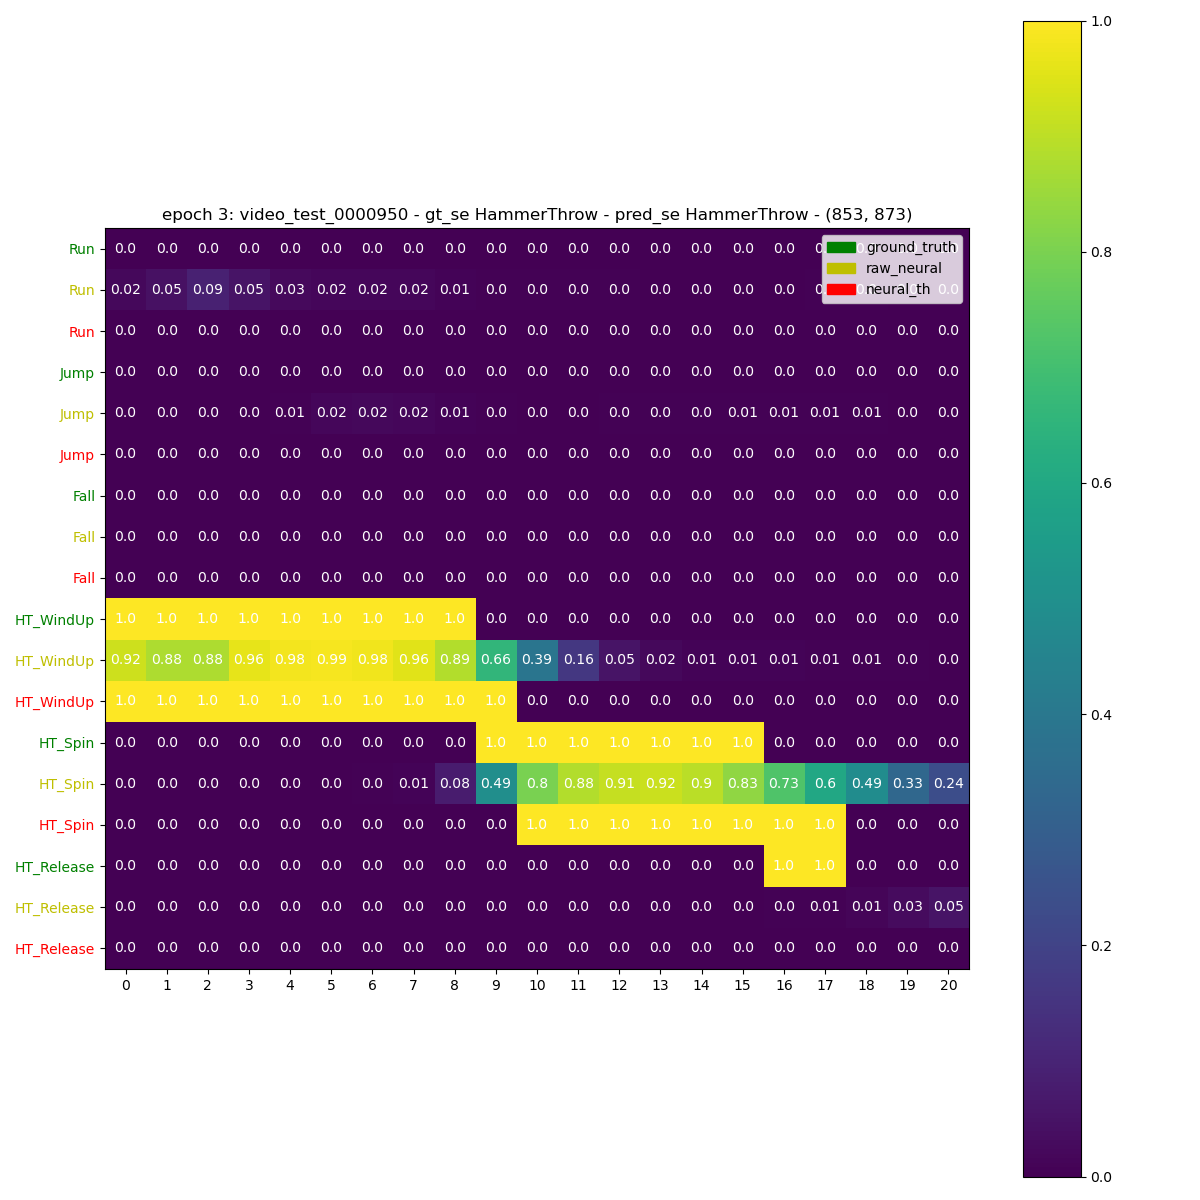 epoch 3: video_test_0000950 - gt_se HammerThrow - pred_se HammerThrow - (853, 873)
1.0
Run 0.0 0.0 0.0 0.0 0.0 0.0 0.0 0.0 0.0 0.0 0.0 0.0 0.0 0.0 0.0 0.0 0.0
ground_truth
raw_neural
neural_th
Run 0.02 0.05 0.09 0.05 0.03 0.02 0.02 0.02 0.01 0.0 0.0 0.0 0.0 0.0 0.0 0.0 0.0
Run 0.0 0.0 0.0 0.0 0.0 0.0 0.0 0.0 0.0 0.0 0.0 0.0 0.0 0.0 0.0 0.0 0.0 0.0 0.0 0.0 0.0
Jump 0.0 0.0 0.0 0.0 0.0 0.0 0.0 0.0 0.0 0.0 0.0 0.0 0.0 0.0 0.0 0.0 0.0 0.0 0.0 0.0 0.0
Jump 0.0 0.0 0.0 0.0 0.01 0.02 0.02 0.02 0.01 0.0 0.0 0.0 0.0 0.0 0.0 0.01 0.01 0.01 0.01 0.0 0.0
Jump 0.0 0.0 0.0 0.0 0.0 0.0 0.0 0.0 0.0 0.0 0.0 0.0 0.0 0.0 0.0 0.0 0.0 0.0 0.0 0.0 0.0
Fall 0.0 0.0 0.0 0.0 0.0 0.0 0.0 0.0 0.0 0.0 0.0 0.0 0.0 0.0 0.0 0.0 0.0 0.0 0.0 0.0 0.0
Fall 0.0 0.0 0.0 0.0 0.0 0.0 0.0 0.0 0.0 0.0 0.0 0.0 0.0 0.0 0.0 0.0 0.0 0.0 0.0 0.0 0.0
Fall 0.0 0.0 0.0 0.0 0.0 0.0 0.0 0.0 0.0 0.0 0.0 0.0 0.0 0.0 0.0 0.0 0.0 0.0 0.0 0.0 0.0
HT_WindUp 1.0 1.0 1.0 1.0 1.0 1.0 1.0 1.0 1.0 0.0 0.0 0.0 0.0 0.0 0.0 0.0 0.0 0.0 0.0 0.0 0.0
HT_WindUp 0.92 0.88 0.88 0.96 0.98 0.99 0.98 0.96 0.89 0.66 0.39 0.16 0.05 0.02 0.01 0.01 0.01 0.01 0.01 0.0 0.0
HT_WindUp 1.0 1.0 1.0 1.0 1.0 1.0 1.0 1.0 1.0 1.0 0.0 0.0 0.0 0.0 0.0 0.0 0.0 0.0 0.0 0.0 0.0
HT_Spin 0.0 0.0 0.0 0.0 0.0 0.0 0.0 0.0 0.0 1.0 1.0 1.0 1.0 1.0 1.0 1.0 0.0 0.0 0.0 0.0 0.0
HT_Spin 0.0 0.0 0.0 0.0 0.0 0.0 0.0 0.01 0.08 0.49 0.8 0.88 0.91 0.92 0.9 0.83 0.73 0.6 0.49 0.33 0.24
HT_Spin 0.0 0.0 0.0 0.0 0.0 0.0 0.0 0.0 0.0 0.0 1.0 1.0 1.0 1.0 1.0 1.0 1.0 1.0 0.0 0.0 0.0
HT_Release 0.0 0.0 0.0 0.0 0.0 0.0 0.0 0.0 0.0 0.0 0.0 0.0 0.0 0.0 0.0 0.0 1.0 1.0 0.0 0.0 0.0
HT_Release 0.0 0.0 0.0 0.0 0.0 0.0 0.0 0.0 0.0 0.0 0.0 0.0 0.0 0.0 0.0 0.0 0.0 0.01 0.01 0.03 0.05
HT_Release 0.0 0.0 0.0 0.0 0.0 0.0 0.0 0.0 0.0 0.0 0.0 0.0 0.0 0.0 0.0 0.0 0.0 0.0 0.0 0.0 0.0
0 1 2 3 4 5 6 7 8 9 10 11 12 13 14 15 16 17 18 19 20
0.8
0.6
0.4
0.2
0.0